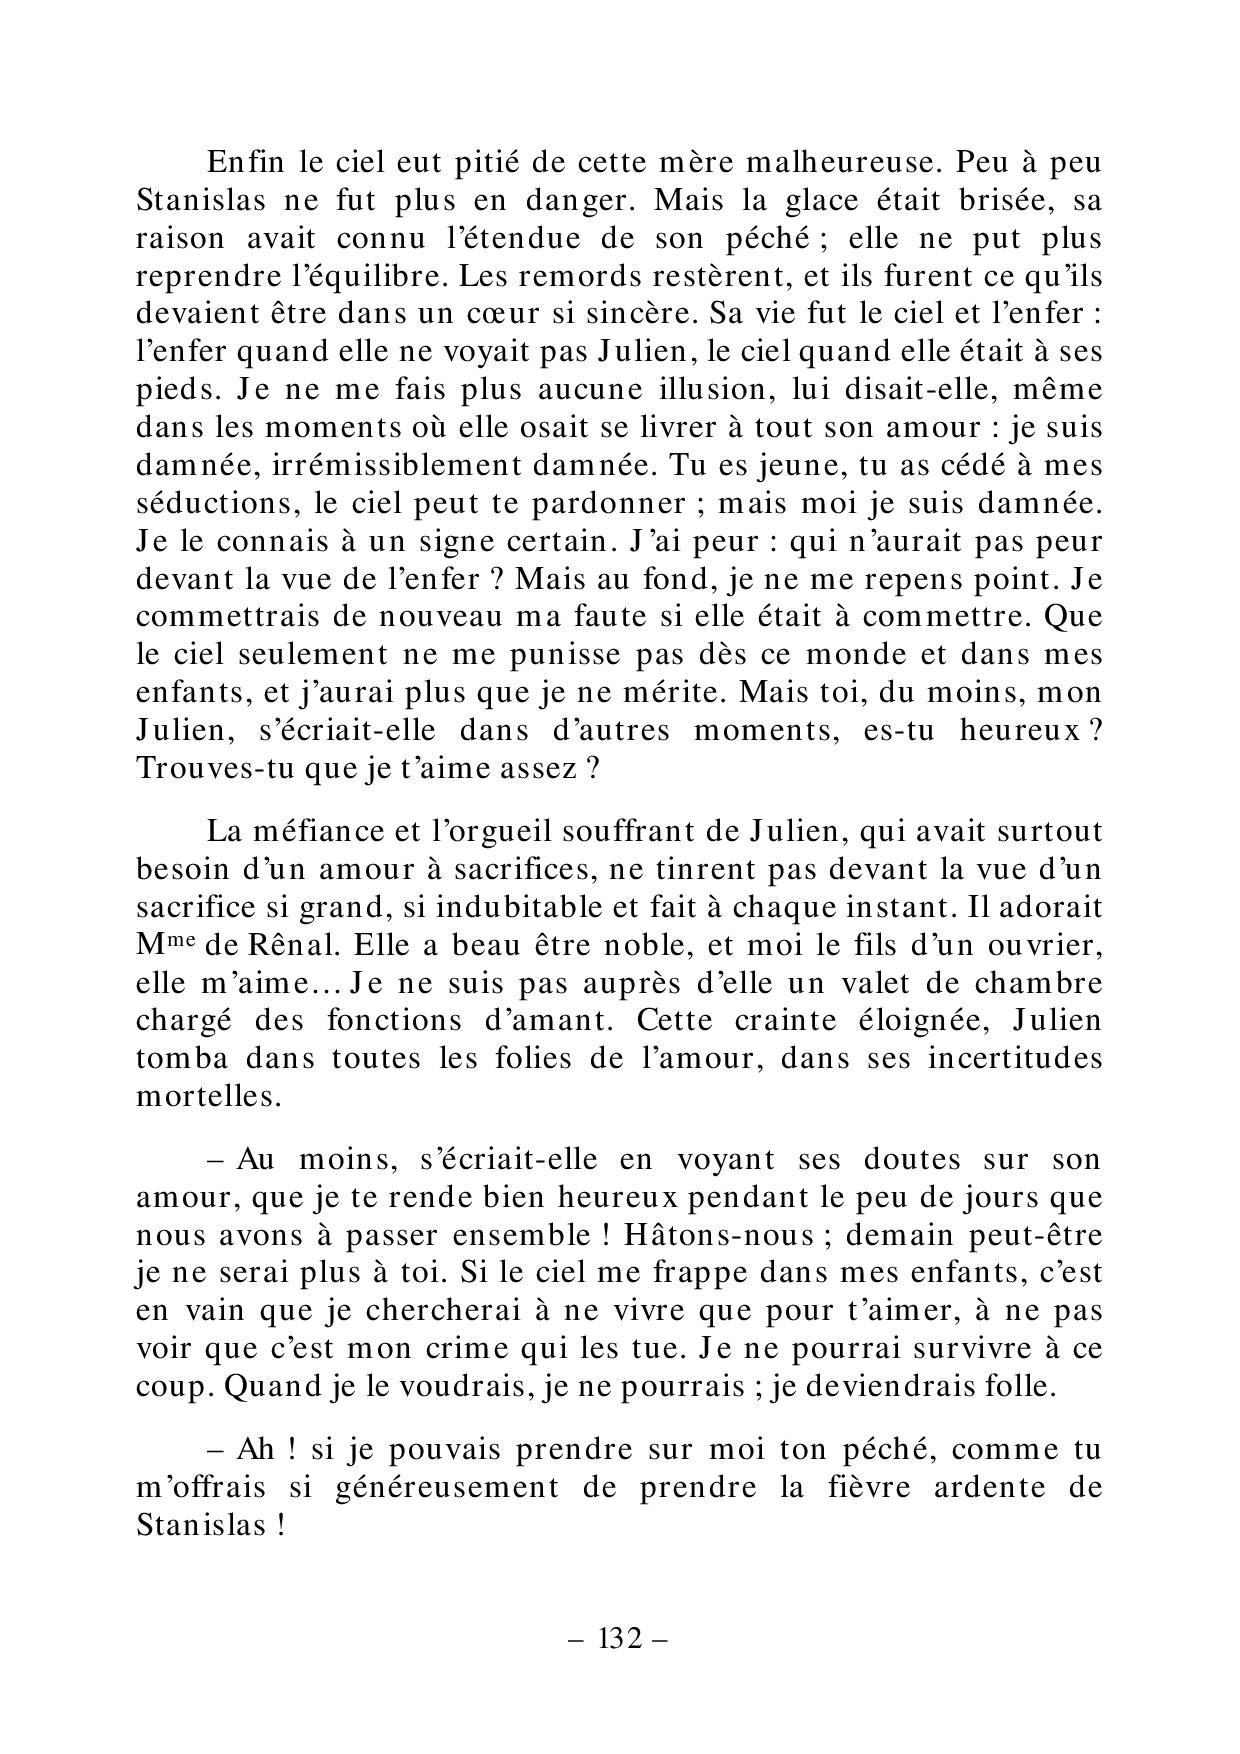 Enfin le ciel eut pitié de cette mère malheureuse. Peu à peu
Stanislas ne fut plus en danger. Mais la glace était brisée, sa
raison avait connu l’étendue de son péché ; elle ne put plus
reprendre l’équilibre. Les remords restèrent, et ils furent ce qu’ils
devaient être dans un cœur si sincère. Sa vie fut le ciel et l’enfer :
l’enfer quand elle ne voyait pas Julien, le ciel quand elle était à ses
pieds. Je ne me fais plus aucune illusion, lui disait-elle, même
dans les moments où elle osait se livrer à tout son amour : je suis
damnée, irrémissiblement damnée. Tu es jeune, tu as cédé à mes
séductions, le ciel peut te pardonner ; mais moi je suis damnée.
Je le connais à un signe certain. J’ai peur : qui n’aurait pas peur
devant la vue de l’enfer ? Mais au fond, je ne me repens point. Je
commettrais de nouveau ma faute si elle était à commettre. Que
le ciel seulement ne me punisse pas dès ce monde et dans mes
enfants, et j’aurai plus que je ne mérite. Mais toi, du moins, mon
Julien, s’écriait-elle dans d’autres moments, es-tu heureux ?
Trouves-tu que je t’aime assez ?
La méfiance et l’orgueil souffrant de Julien, qui avait surtout
besoin d’un amour à sacrifices, ne tinrent pas devant la vue d’un
sacrifice si grand, si indubitable et fait à chaque instant. Il adorait
Mme de Rênal. Elle a beau être noble, et moi le fils d’un ouvrier,
elle m’aime… Je ne suis pas auprès d’elle un valet de chambre
chargé des fonctions d’amant. Cette crainte éloignée, Julien
tomba dans toutes les folies de l’amour, dans ses incertitudes
mortelles.
– Au moins, s’écriait-elle en voyant ses doutes sur son
amour, que je te rende bien heureux pendant le peu de jours que
nous avons à passer ensemble ! Hâtons-nous ; demain peut-être
je ne serai plus à toi. Si le ciel me frappe dans mes enfants, c’est
en vain que je chercherai à ne vivre que pour t’aimer, à ne pas
voir que c’est mon crime qui les tue. Je ne pourrai survivre à ce
coup. Quand je le voudrais, je ne pourrais ; je deviendrais folle.
– Ah ! si je pouvais prendre sur moi ton péché, comme tu
m’offrais si généreusement de prendre la fièvre ardente de
Stanislas !
– 132 –